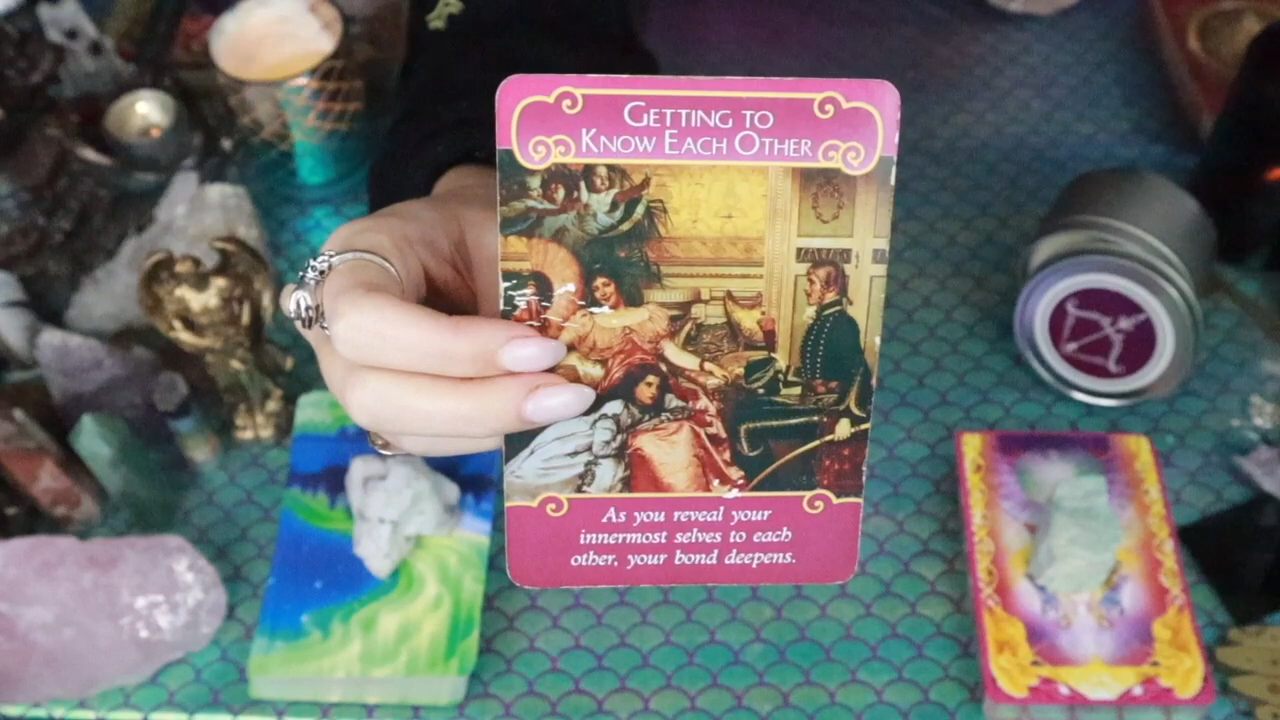 GETTING TO
KNOW EACH OTHER
As you reveal your
innermost selves to each
other, your bond deepens.